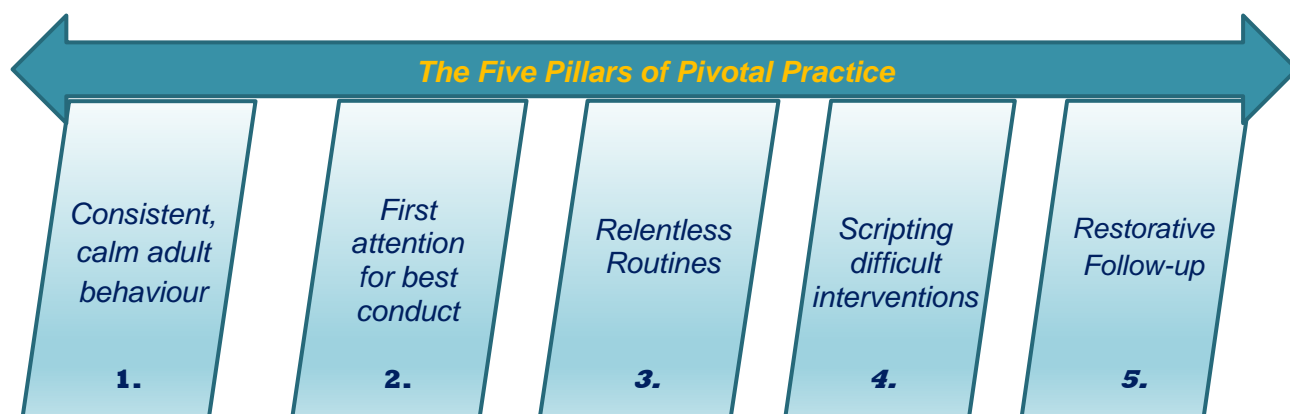 The Five Pillars of Pivotal Practice
Consistent,
calm adult
behaviour
1.
First
attention
for best
conduct
2.
Relentless
Routines
3.
Scripting
difficult
interventions
4.
Restorative
Follow-up
5.